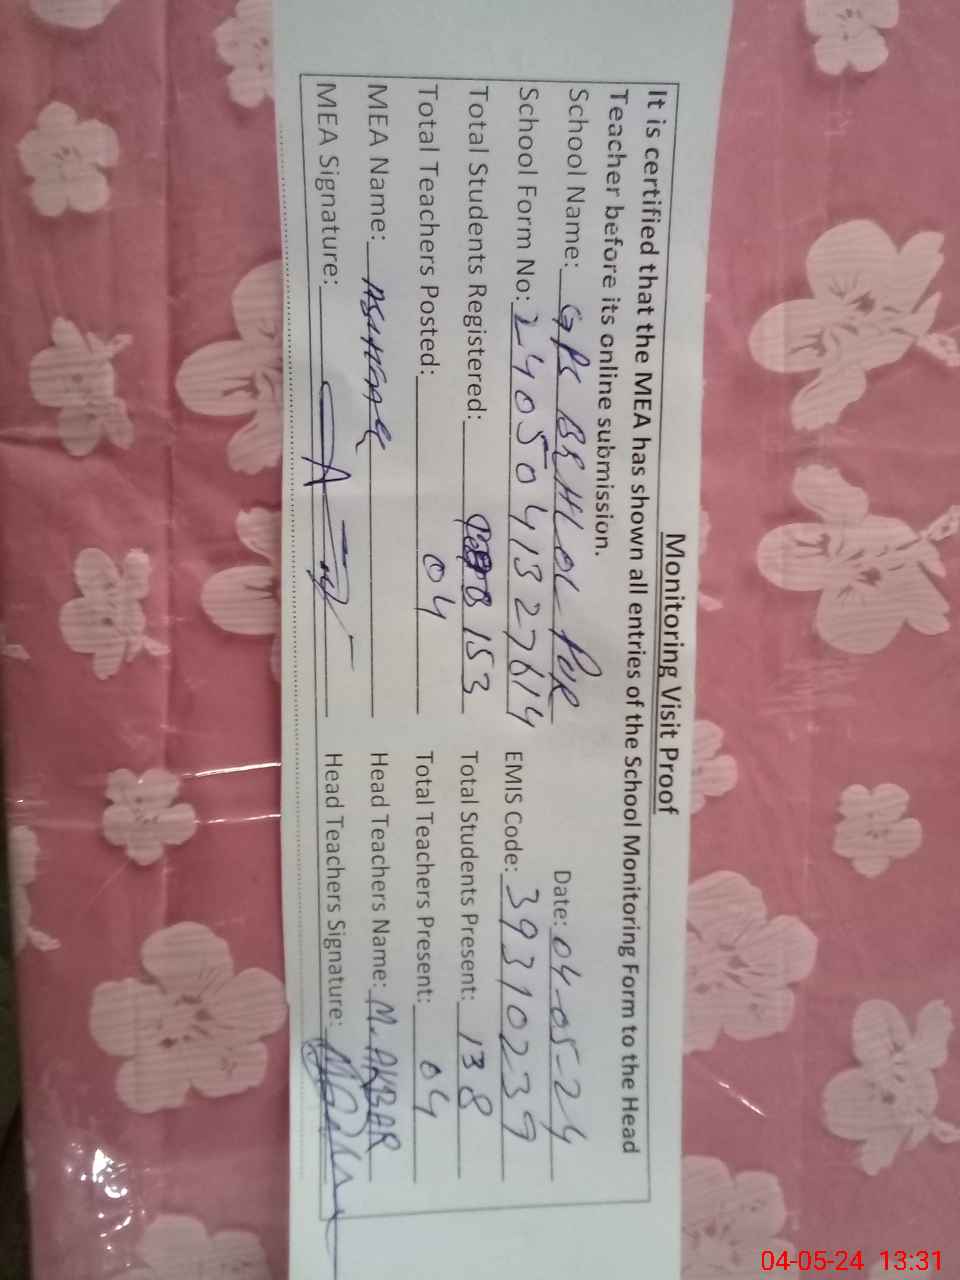 Monitoring Visit Proof
It is certified that the MEA has shown all entries of the School Monitoring Form to the Head
Teacher before its online submission.
School Name: GPS BAHLOL PUR Date: 04-05-24
School Form No: 2405041327614 EMIS Code: 39310239
Total Students Registered: 153 Total Students Present: 138
Total Teachers Posted: 04 Total Teachers Present: 04
MEA Name: Head Teachers Name: M. AKBAR
MEA Signature: Head Teachers Signature:
04-05-24 13:31